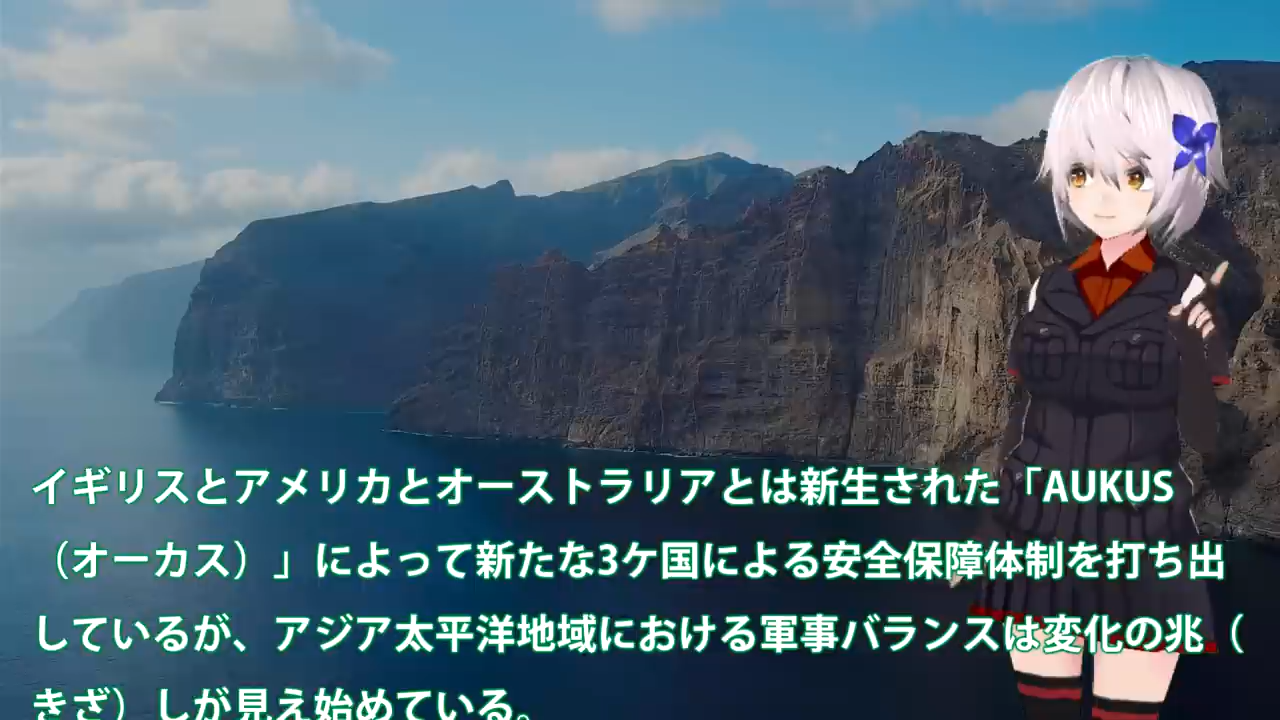 イギリスとアメリカとオーストラリアとは新生された「AUKUS
（オーカス）」によって新たな3ケ国による安全保障体制を打ち出
しているが、アジア太平洋地域における軍事バランスは変化の兆（
きざ）しが見え始めている。